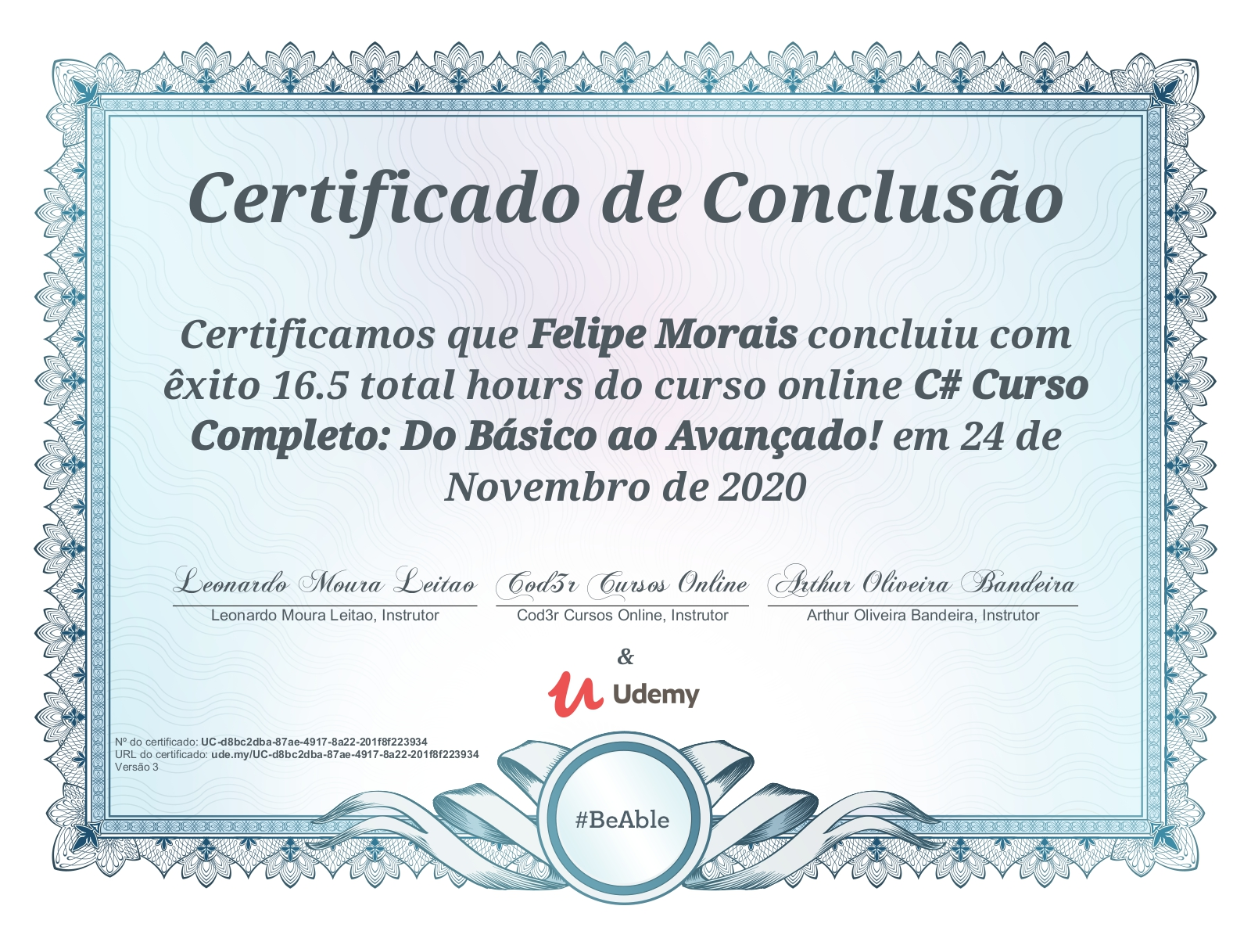 Certificado de Conclusão
Certificamos que Felipe Morais concluiu com
êxito 16.5 total hours do curso online C# Curso
Completo: Do Básico ao Avançado! em 24 de
Novembro de 2020
Leonardo Moura Leitao Cod3r Cursos Online Arthur Oliveira Bandeira
Leonardo Moura Leitao, Instrutor Cod3r Cursos Online, Instrutor Arthur Oliveira Bandeira, Instrutor
&
Udemy
Nº do certificado: UC-d8bc2dba-87ae-4917-8a22-201f8f223934
URL do certificado: ude.my/UC-d8bc2dba-87ae-4917-8a22-201f8f223934
Versão 3
#BeAble